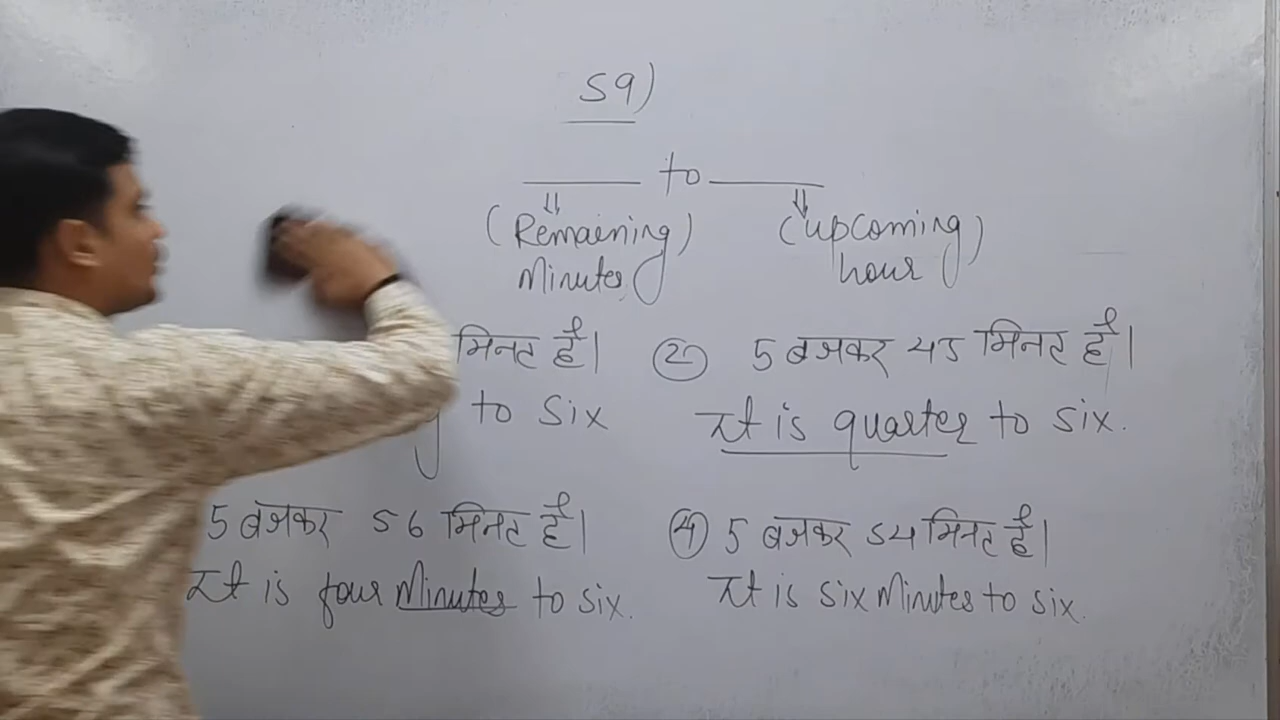 59)
___ to ___
(Remaining) (upcoming)
Minutes hour
मिनट है।
② 5 बजकर 45 मिनट है।
to six
It is quarter to six.
5 बजकर 56 मिनट है।
④ 5 बजकर 54 मिनट है।
It is four Minutes to six.
It is six Minutes to six.